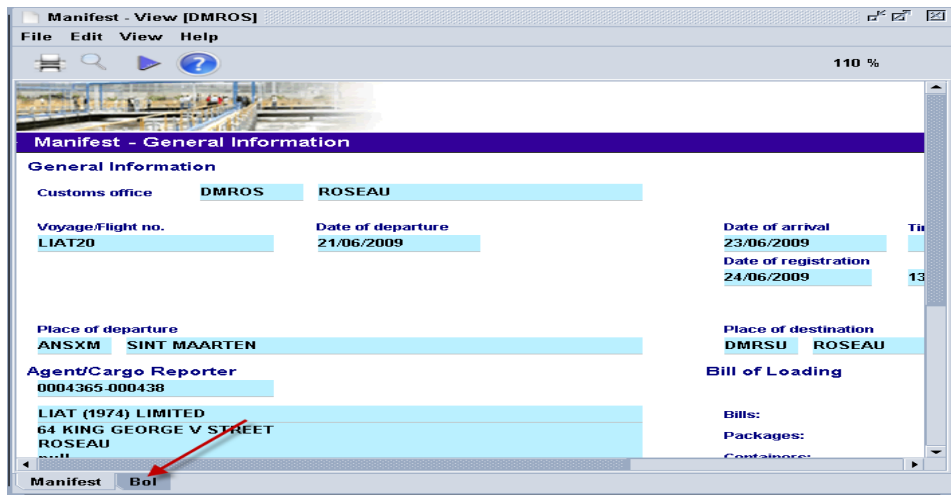 Manifest - View [DMROS]
File Edit View Help
110 %
Manifest - General Information
General Information
Customs office DMROS ROSEAU
Voyage/Flight no. Date of departure Date of arrival
LIAT20 21/06/2009 23/06/2009
Date of registration
24/06/2009 13
Place of departure Place of destination
ANSXM SINT MAARTEN DMRSU ROSEAU
Agent/Cargo Reporter Bill of Loading
0004365-000438
LIAT (1974) LIMITED Bills:
64 KING GEORGE V STREET
ROSEAU Packages:
null Containers:
Manifest Bol